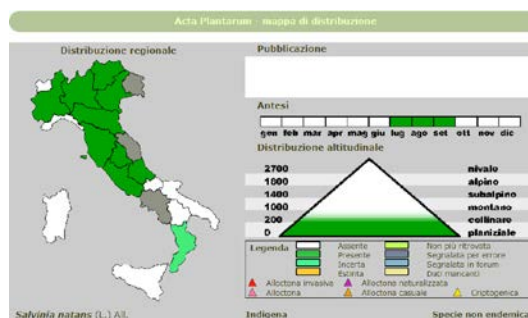 Acta Plantarum - mappa di distribuzione
Distribuzione regionale
Pubblicazione
Antesi
gen feb mar apr mag giu lug ago set ott nov dic
Distribuzione altitudinale
2700 nivale
1800 alpino
1400 subalpino
1000 montano
200 collinare
0 planiziale
Legenda
Assente Non più ritrovata
Presente Segnalata per errore
Incerta Segnalata in forum
Estinta Dati mancanti
Alloctona invasiva Alloctona naturalizzata
Alloctona Alloctona casuale Criptogenica
Salvinia natans (L.) All. Indigena Specie non endemica